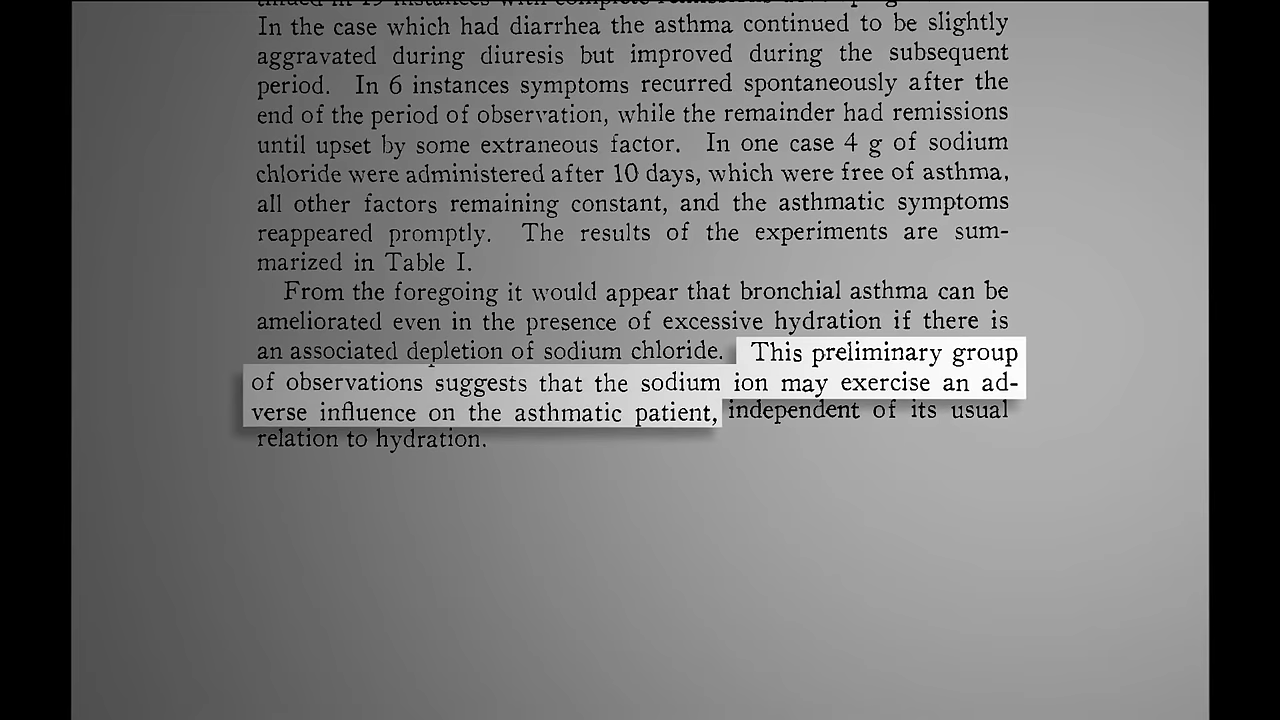 In the case which had diarrhea the asthma continued to be slightly
aggravated during diuresis but improved during the subsequent
period. In 6 instances symptoms recurred spontaneously after the
end of the period of observation, while the remainder had remissions
until upset by some extraneous factor. In one case 4 g of sodium
chloride were administered after 10 days, which were free of asthma,
all other factors remaining constant, and the asthmatic symptoms
reappeared promptly. The results of the experiments are sum-
marized in Table I.
From the foregoing it would appear that bronchial asthma can be
ameliorated even in the presence of excessive hydration if there is
an associated depletion of sodium chloride. This preliminary group
of observations suggests that the sodium ion may exercise an ad-
verse influence on the asthmatic patient, independent of its usual
relation to hydration.